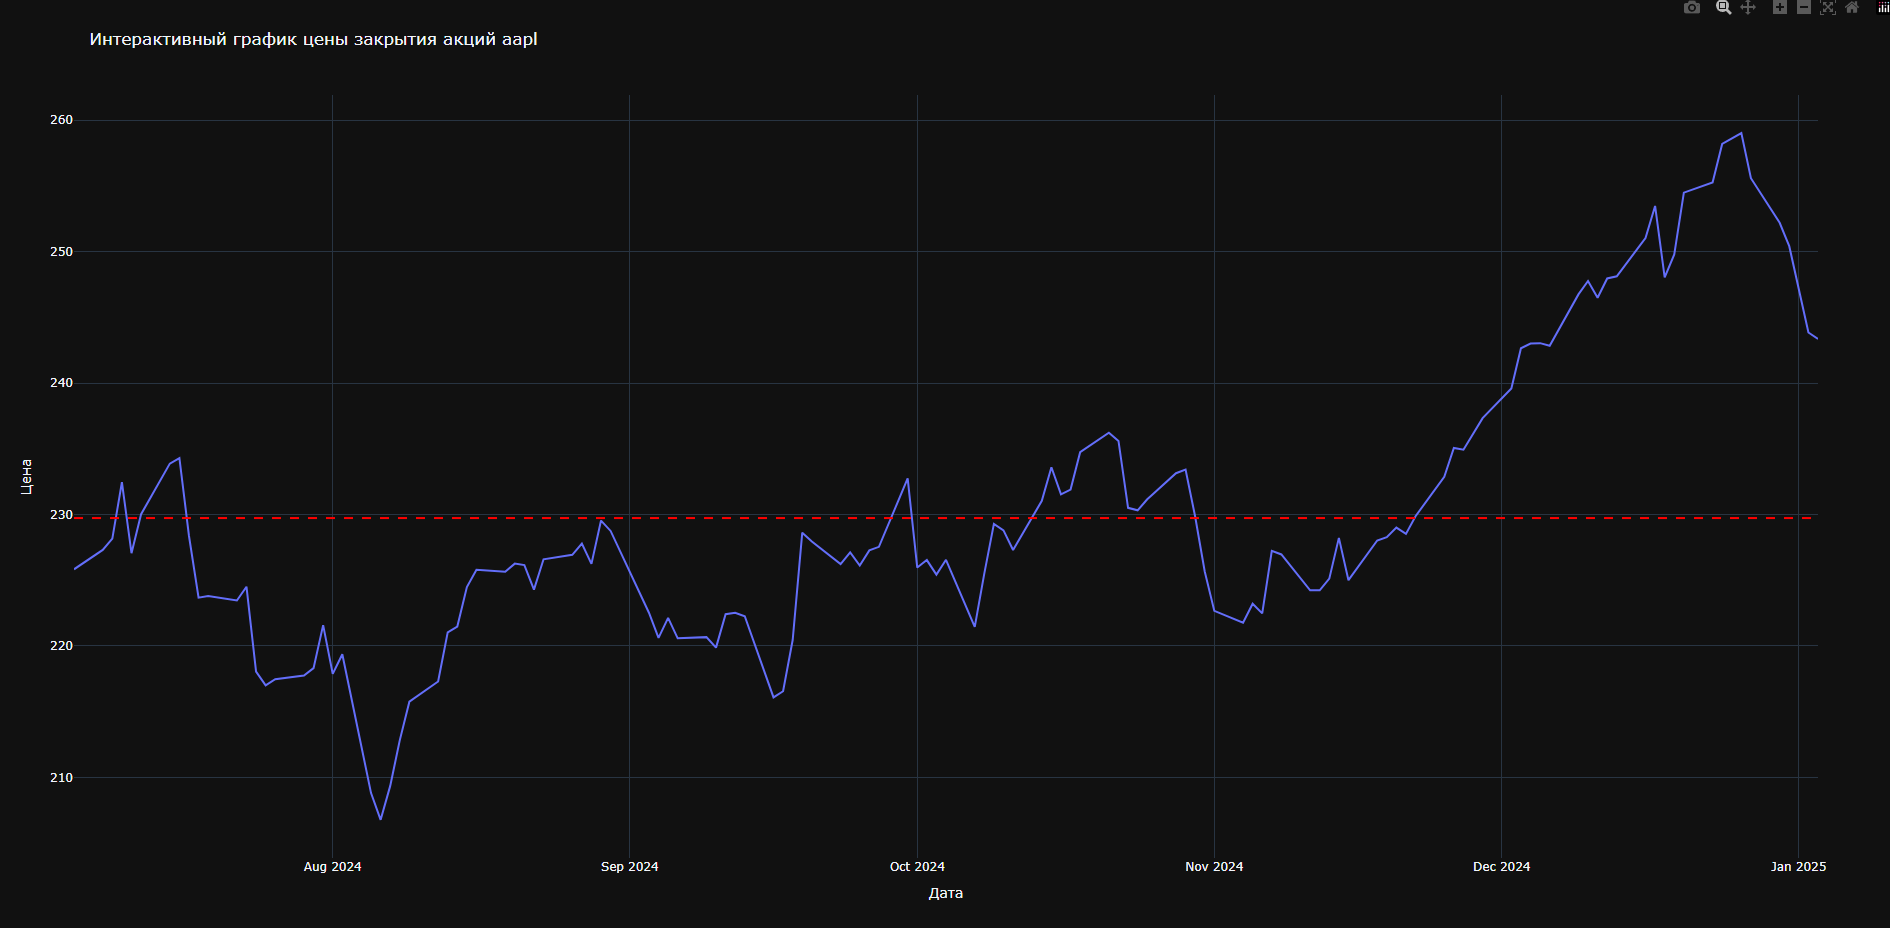 Интерактивный график цены закрытия акций aapl
260
250
240
230
220
210
Цена
Aug 2024
Sep 2024
Oct 2024
Nov 2024
Dec 2024
Jan 2025
Дата